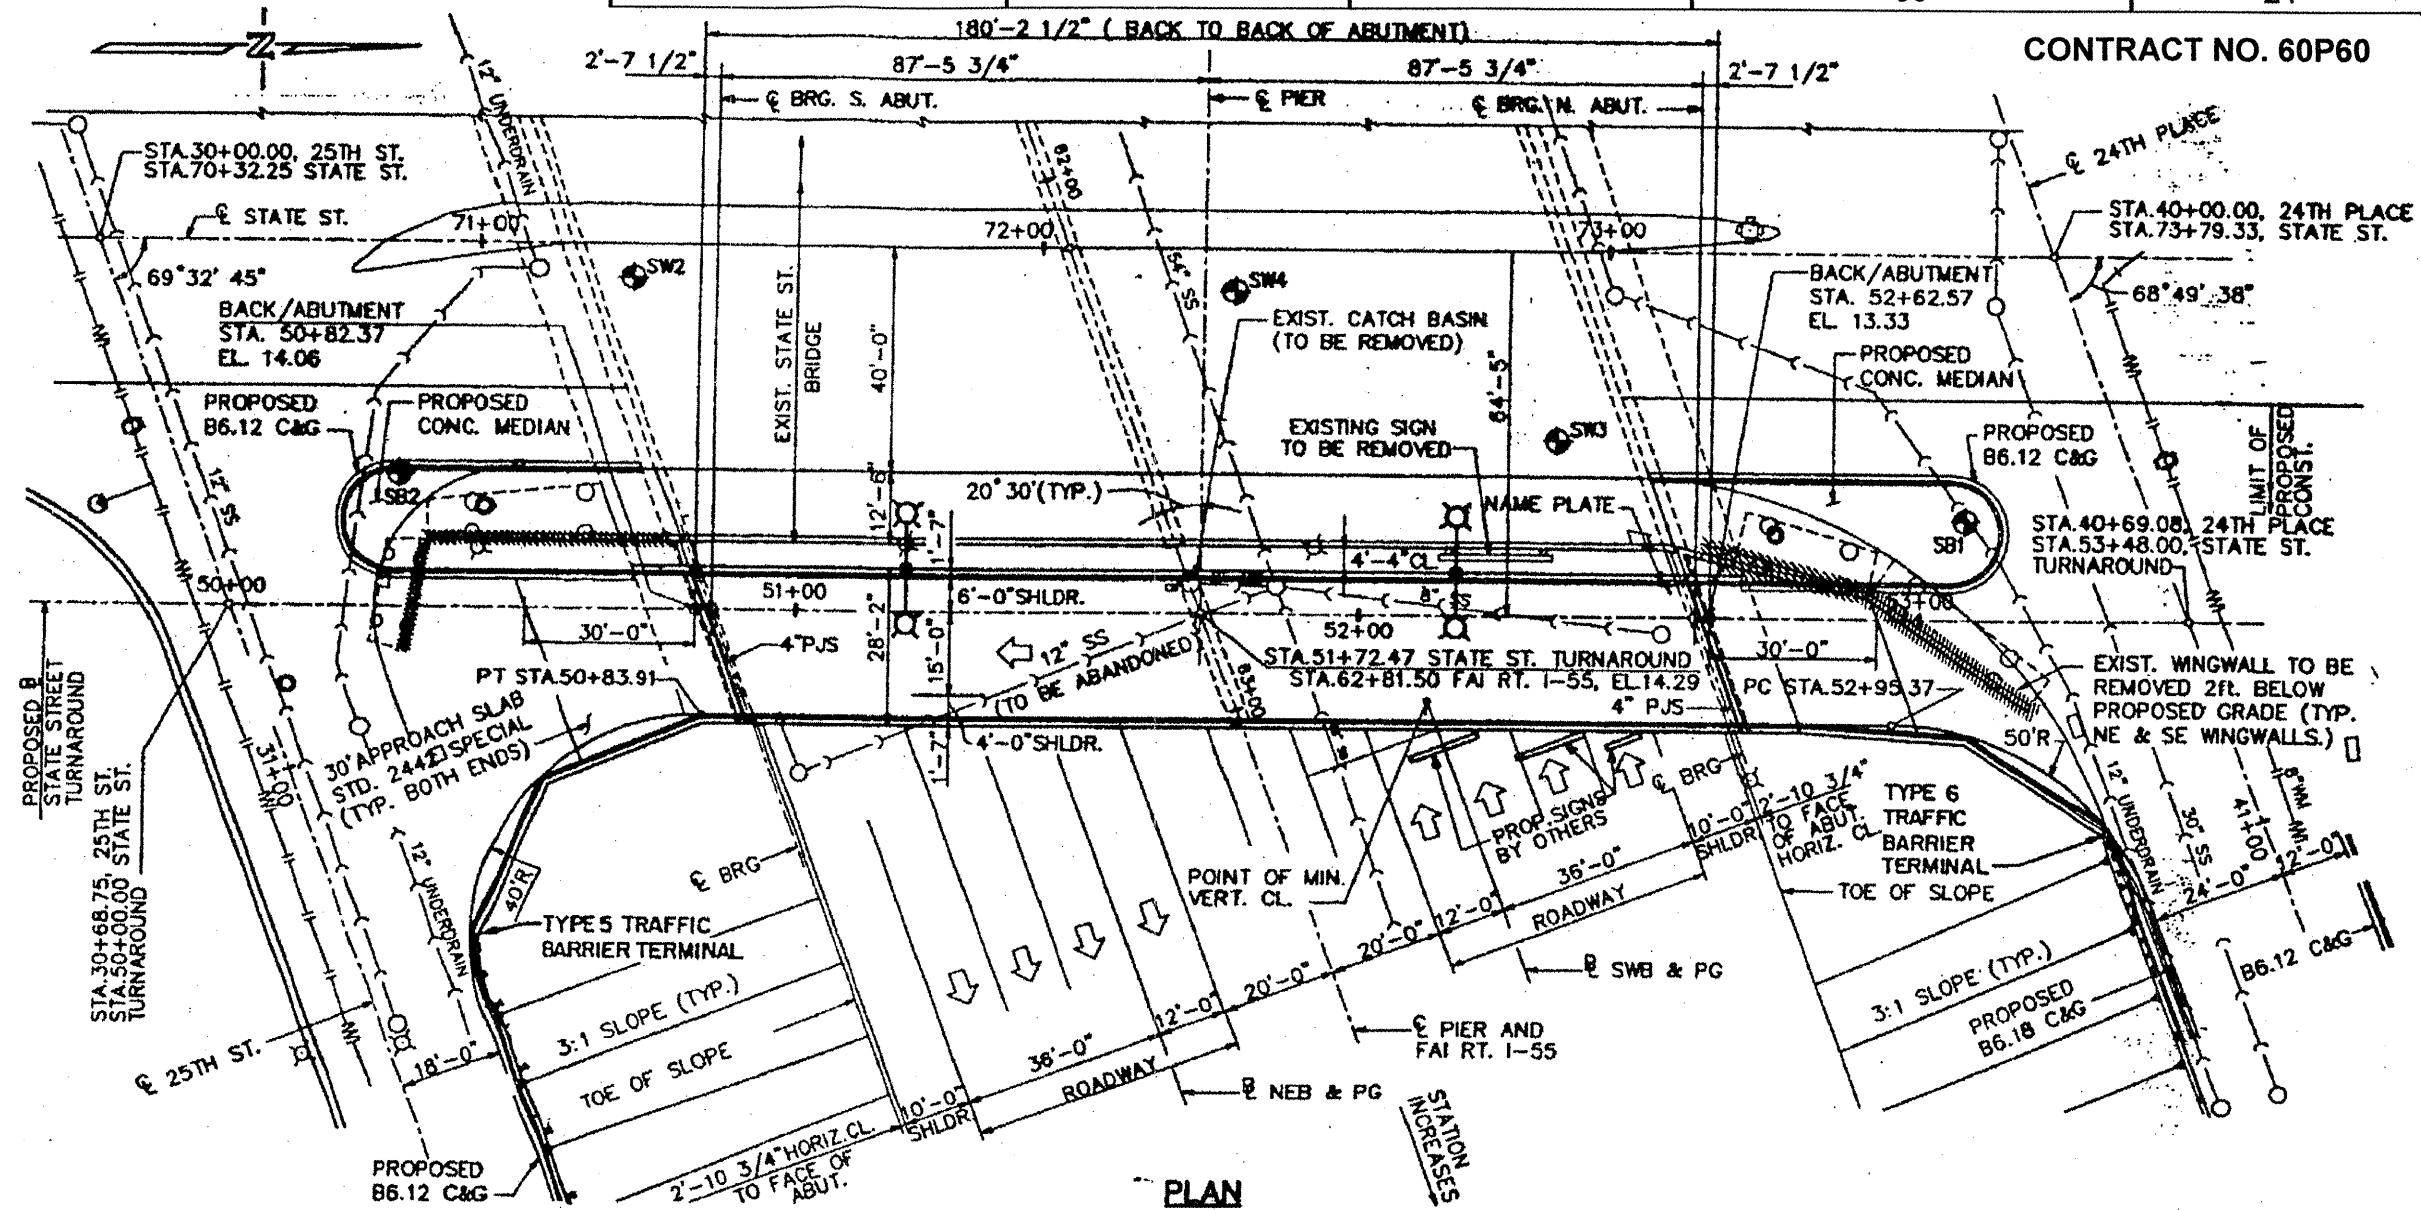 180'-2 1/2" ( BACK TO BACK OF ABUTMENT)
CONTRACT NO. 60P60
Z
2'-7 1/2"
87'-5 3/4"
87'-5 3/4"
2'-7 1/2"
℄ BRG. S. ABUT.
℄ PIER
℄ BRG. N. ABUT.
12" UNDERDRAIN
STA.30+00.00, 25TH ST.
STA.70+32.25 STATE ST.
℄ STATE ST.
71+00
72+00
73+00
82+00
54" SS
℄ 24TH PLACE
STA.40+00.00, 24TH PLACE
STA.73+79.33, STATE ST.
69°32' 45"
68°49' 38"
SW2
SW4
SW3
BACK/ABUTMENT
STA. 50+82.37
EL. 14.06
EXIST. STATE ST.
BRIDGE
40'-0"
EXIST. CATCH BASIN
(TO BE REMOVED)
64'-5"
BACK/ABUTMENT
STA. 52+62.57
EL. 13.33
PROPOSED
CONC. MEDIAN
PROPOSED
B6.12 C&G
PROPOSED
CONC. MEDIAN
EXISTING SIGN
TO BE REMOVED
PROPOSED
B6.12 C&G
LIMIT OF
PROPOSED
CONST.
12" SS
SB2
12'-6"
1'-7"
20°30'(TYP.)
NAME PLATE
4'-4"CL.
SB1
STA.40+69.08, 24TH PLACE
STA.53+48.00, STATE ST.
TURNAROUND
50+00
51+00
52+00
53+00
6'-0"SHLDR.
8" SS
30'-0"
30'-0"
4"PJS
28'-2"
15'-0"
12" SS
(TO BE ABANDONED)
STA.51+72.47 STATE ST. TURNAROUND
STA.62+81.50 FAI RT. I-55, EL.14.29
83+00
PT STA.50+83.91
PC STA.52+95.37
4" PJS
EXIST. WINGWALL TO BE
REMOVED 2ft. BELOW
PROPOSED GRADE (TYP.
NE & SE WINGWALLS.)
PROPOSED ℄
STATE STREET
TURNAROUND
STA.30+68.75, 25TH ST.
STA.50+00.00 STATE ST.
TURNAROUND
31+00
30' APPROACH SLAB
STD. 2442 SPECIAL
(TYP. BOTH ENDS)
1'-7"
4'-0"SHLDR.
50'R
℄ BRG
℄ BRG
PROP. SIGNS
BY OTHERS
10'-0"
SHLDR.
2'-10 3/4"
TO FACE
OF ABUT.
HORIZ. CL.
TYPE 6
TRAFFIC
BARRIER
TERMINAL
12" UNDERDRAIN
30" SS
41+00
8"WM
12'-0"
24'-0"
12" UNDERDRAIN
40'R
TYPE 5 TRAFFIC
BARRIER TERMINAL
POINT OF MIN.
VERT. CL.
36'-0"
ROADWAY
12'-0"
20'-0"
20'-0"
12'-0"
TOE OF SLOPE
℄ SWB & PG
B6.12 C&G
3:1 SLOPE (TYP.)
PROPOSED
B6.18 C&G
3:1 SLOPE (TYP.)
TOE OF SLOPE
℄ 25TH ST.
18'-0"
36'-0"
ROADWAY
10'-0"
SHLDR.
℄ PIER AND
FAI RT. I-55
℄ NEB & PG
STATION
INCREASES
PROPOSED
B6.12 C&G
2'-10 3/4"HORIZ.CL.
TO FACE OF
ABUT.
PLAN